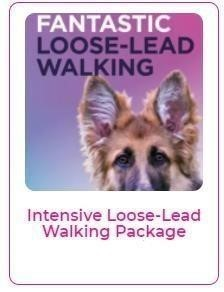 FANTASTIC
LOOSE-LEAD
WALKING
Intensive Loose-Lead
Walking Package